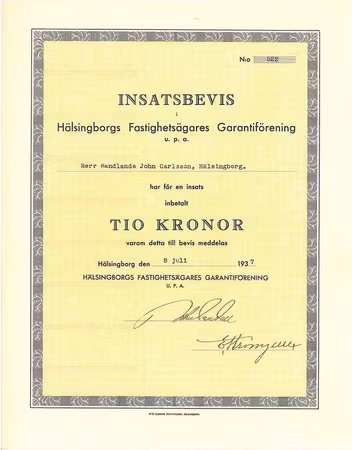 N:o 522
INSATSBEVIS
i
Hälsingborgs Fastighetsägares Garantiförening
u. p. a.
Herr Handlande John Carlsson, Hälsingborg.
har för en insats
inbetalt
TIO KRONOR
varom detta till bevis meddelas
Hälsingborg den 8 juli 1937
HÄLSINGBORGS FASTIGHETSÄGARES GARANTIFÖRENING
U. P. A.